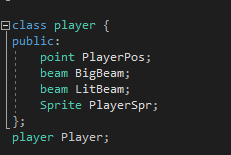 class player {
public:
    point PlayerPos;
    beam BigBeam;
    beam LitBeam;
    Sprite PlayerSpr;
};
player Player;